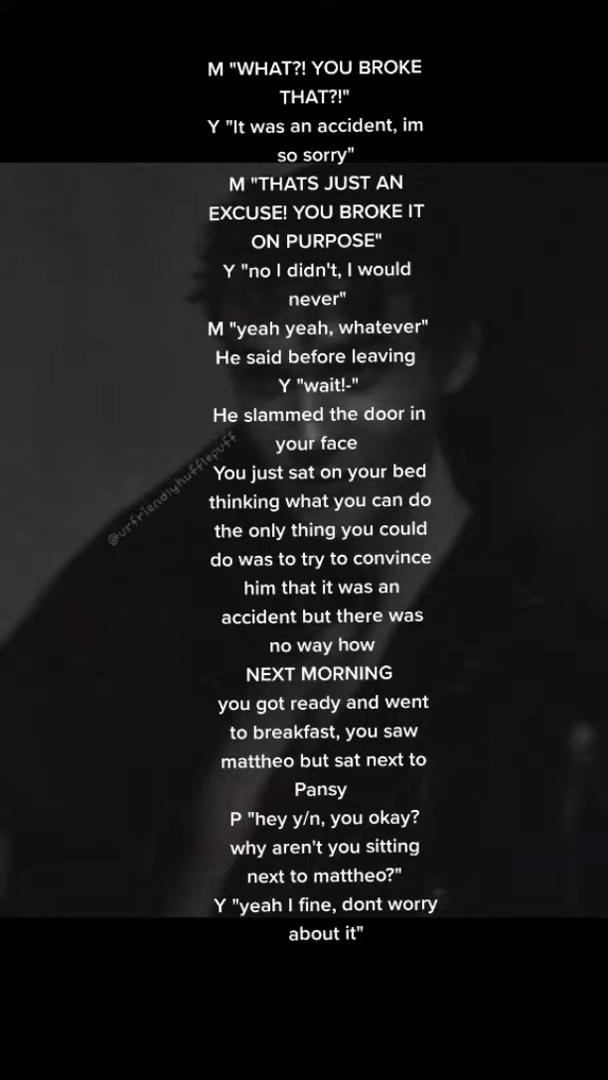 M "WHAT?! YOU BROKE
THAT?!"
Y "It was an accident, im
so sorry"
M "THATS JUST AN
EXCUSE! YOU BROKE IT
ON PURPOSE"
Y "no I didn't, I would
never"
M "yeah yeah, whatever"
He said before leaving
Y "wait!-"
He slammed the door in
your face
You just sat on your bed
thinking what you can do
the only thing you could
do was to try to convince
him that it was an
accident but there was
no way how
NEXT MORNING
you got ready and went
to breakfast, you saw
mattheo but sat next to
Pansy
P "hey y/n, you okay?
why aren't you sitting
next to mattheo?"
Y "yeah I fine, dont worry
about it"
@urfriendlyhufflepuff